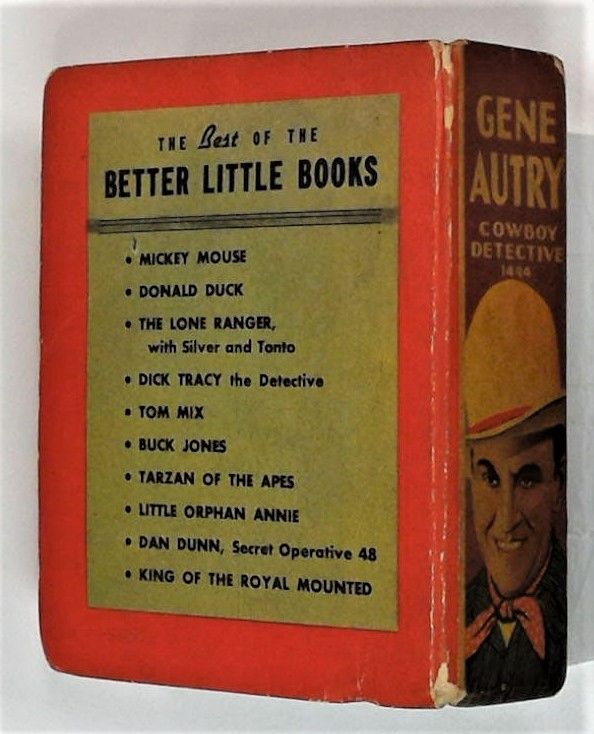 THE Best OF THE
BETTER LITTLE BOOKS
• MICKEY MOUSE
• DONALD DUCK
• THE LONE RANGER,
with Silver and Tonto
• DICK TRACY the Detective
• TOM MIX
• BUCK JONES
• TARZAN OF THE APES
• LITTLE ORPHAN ANNIE
• DAN DUNN, Secret Operative 48
• KING OF THE ROYAL MOUNTED
GENE
AUTRY
COWBOY
DETECTIVE